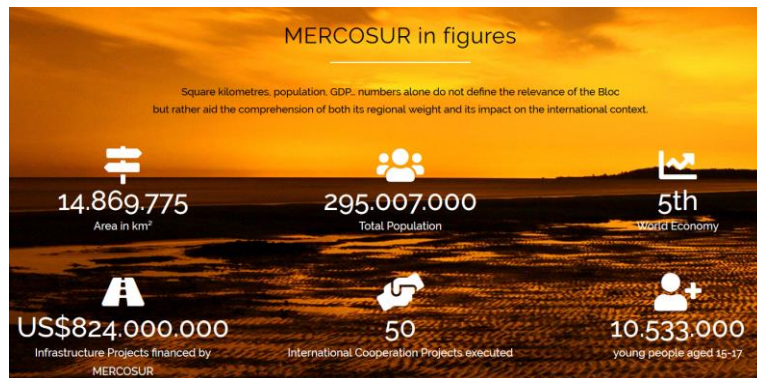 MERCOSUR in figures
Square kilometres, population, GDP… numbers alone do not define the relevance of the Bloc
but rather aid the comprehension of both its regional weight and its impact on the international context.
14.869.775
Area in km²
295.007.000
Total Population
5th
World Economy
US$824.000.000
Infrastructure Projects financed by
MERCOSUR
50
International Cooperation Projects executed
10.533.000
young people aged 15-17.